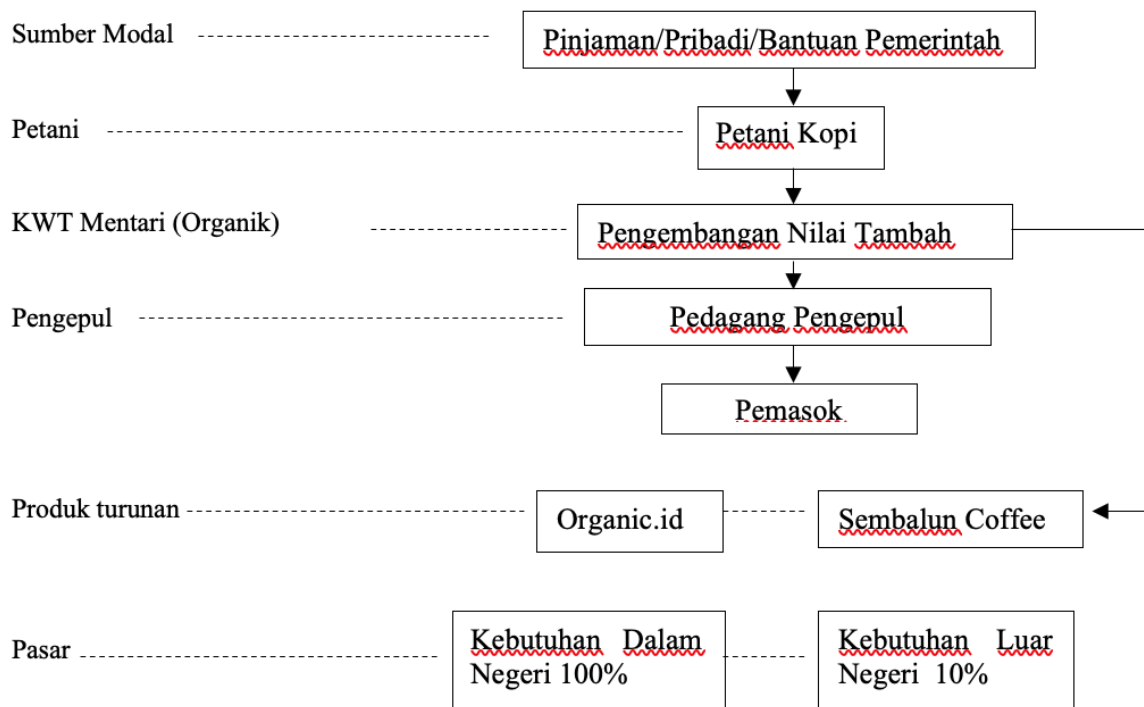 Sumber Modal
Pinjaman/Pribadi/Bantuan Pemerintah
Petani
Petani Kopi
KWT Mentari (Organik)
Pengembangan Nilai Tambah
Pengepul
Pedagang Pengepul
Pemasok
Produk turunan
Organic.id
Sembalun Coffee
Pasar
Kebutuhan Dalam
Negeri 100%
Kebutuhan Luar
Negeri 10%